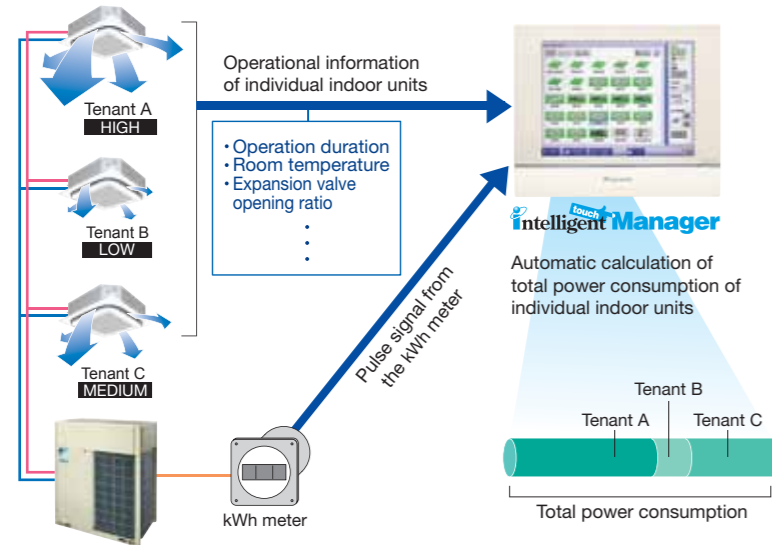 Tenant A
HIGH
Tenant B
LOW
Tenant C
MEDIUM
Operational information
of individual indoor units
• Operation duration
• Room temperature
• Expansion valve
opening ratio
Pulse signal from
the kWh meter
kWh meter
intelligent touch Manager
Automatic calculation of
total power consumption of
individual indoor units
Tenant B
Tenant A
Tenant C
Total power consumption